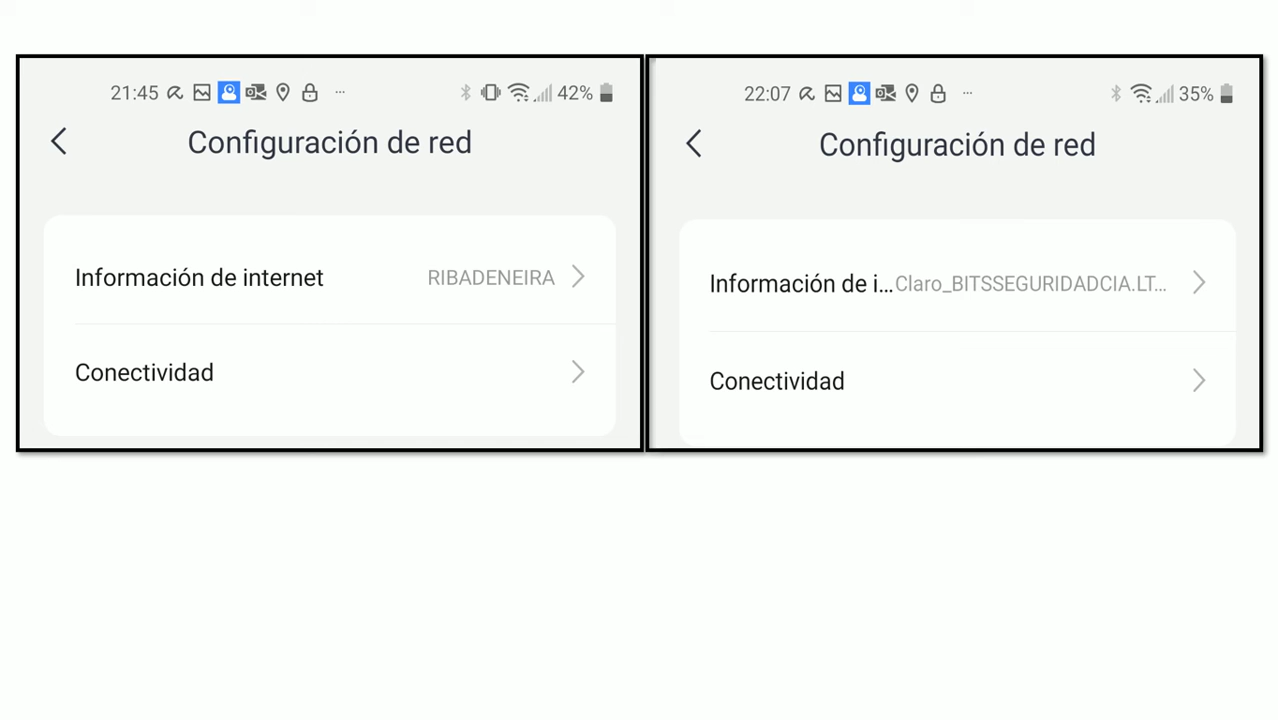 21:45 ... 42%
Configuración de red
Información de internet RIBADENEIRA
Conectividad
22:07 ... 35%
Configuración de red
Información de i... Claro_BITSSEGURIDADCIA.LT...
Conectividad